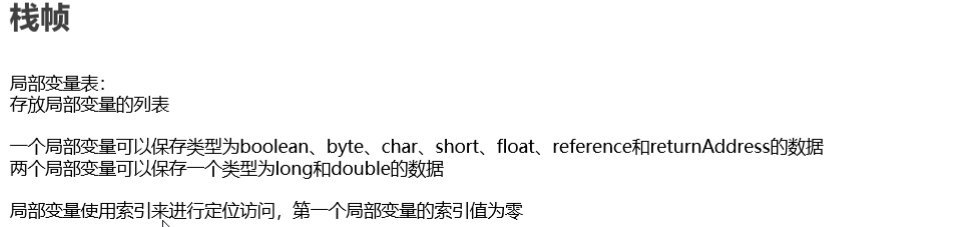 栈帧
局部变量表：
存放局部变量的列表
一个局部变量可以保存类型为boolean、byte、char、short、float、reference和returnAddress的数据
两个局部变量可以保存一个类型为long和double的数据
局部变量使用索引来进行定位访问，第一个局部变量的索引值为零